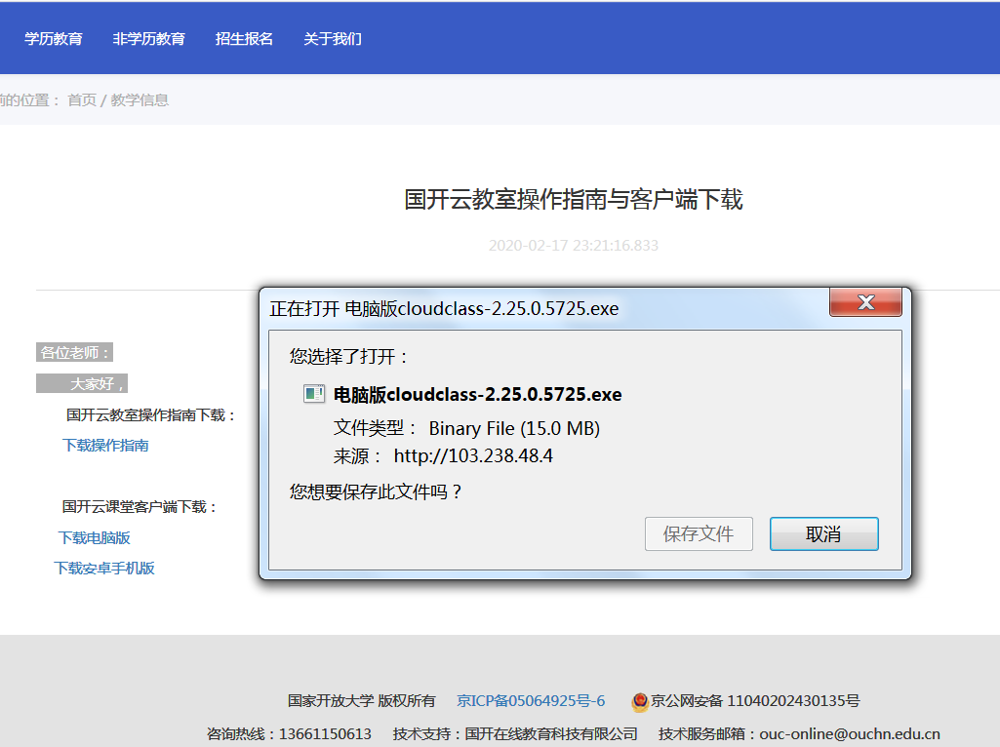 学历教育 非学历教育 招生报名 关于我们
前的位置： 首页 / 教学信息
国开云教室操作指南与客户端下载
2020-02-17 23:21:16.833
正在打开 电脑版cloudclass-2.25.0.5725.exe
您选择了打开：
电脑版cloudclass-2.25.0.5725.exe
文件类型： Binary File (15.0 MB)
来源： http://103.238.48.4
您想要保存此文件吗？
保存文件 取消
各位老师：
大家好，
国开云教室操作指南下载：
下载操作指南
国开云课堂客户端下载：
下载电脑版
下载安卓手机版
国家开放大学 版权所有 京ICP备05064925号-6 京公网安备 11040202430135号
咨询热线：13661150613 技术支持：国开在线教育科技有限公司 技术服务邮箱：ouc-online@ouchn.edu.cn